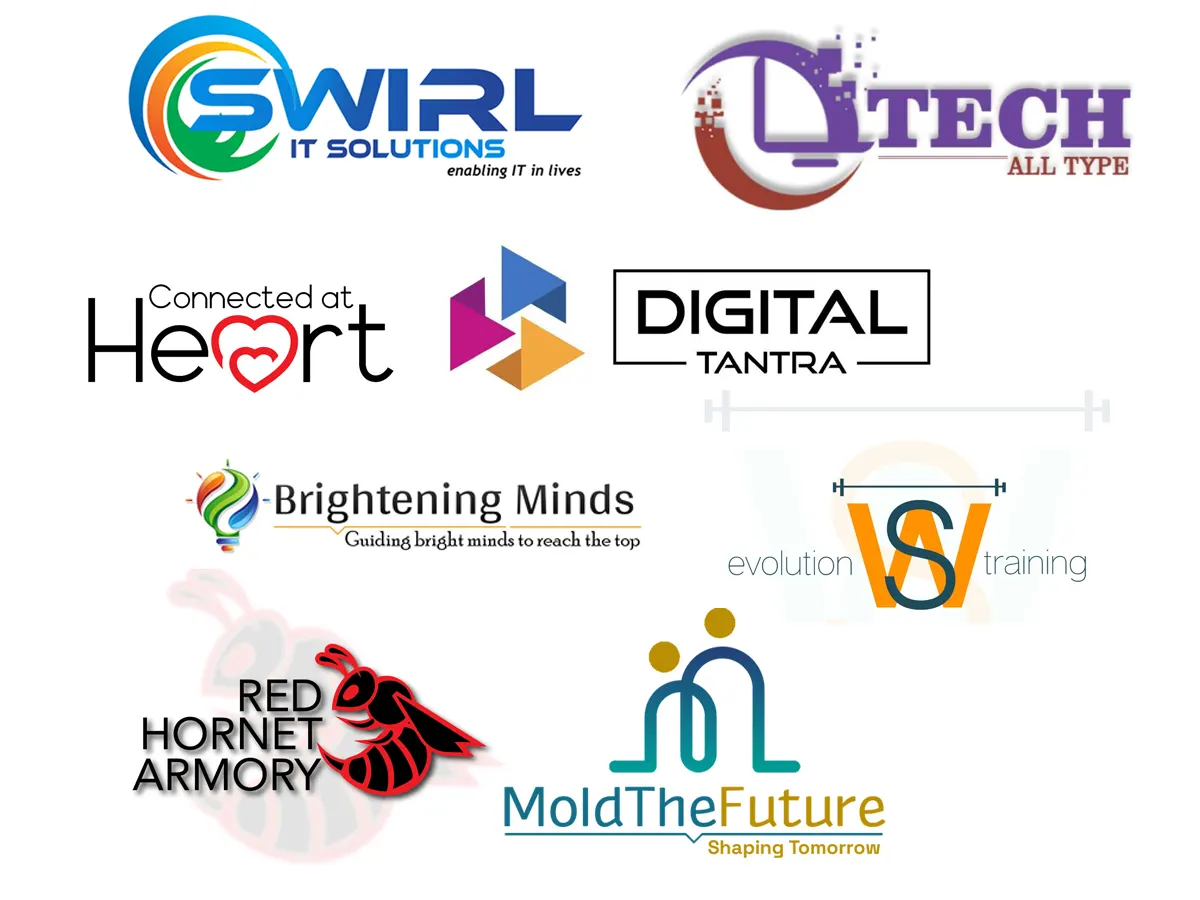 SWIRL
IT SOLUTIONS
enabling IT in lives
TECH
ALL TYPE
Connected at
Heart
DIGITAL
TANTRA
Brightening Minds
Guiding bright minds to reach the top
evolution WS training
RED
HORNET
ARMORY
MoldTheFuture
Shaping Tomorrow